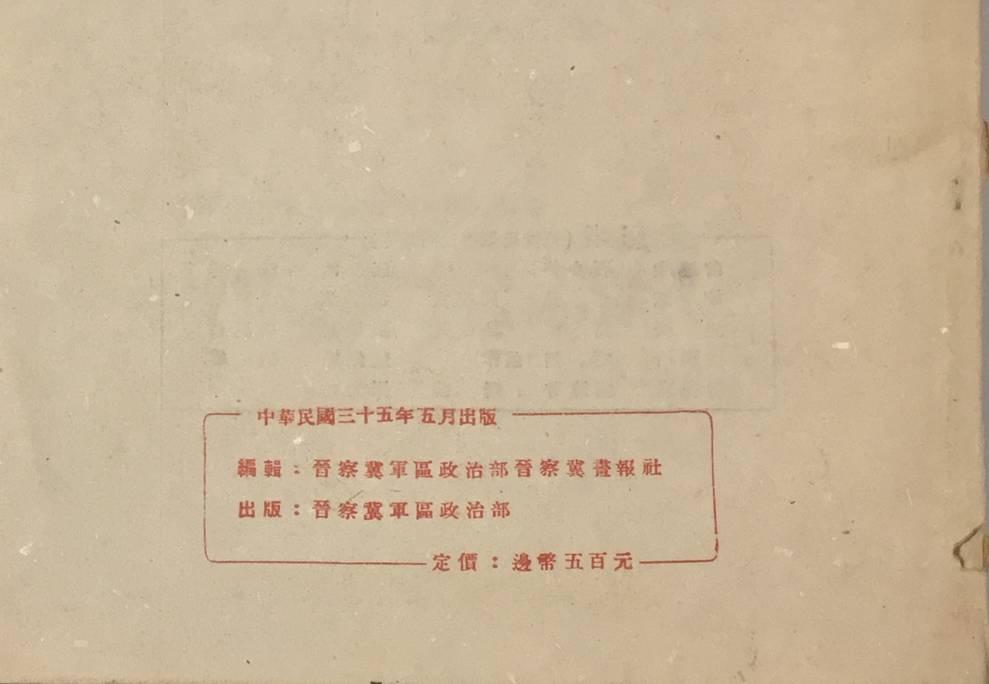 中華民國三十五年五月出版
編輯：晉察冀軍區政治部晉察冀畫報社
出版：晉察冀軍區政治部
定價：邊幣五百元